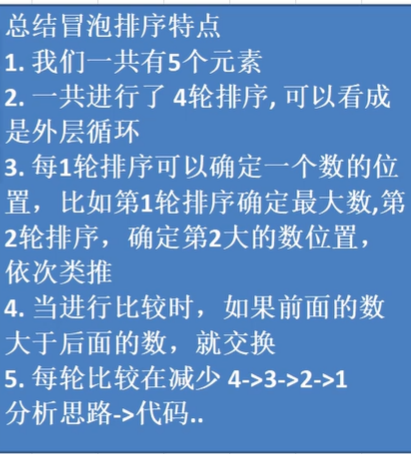 总结冒泡排序特点
1. 我们一共有5个元素
2. 一共进行了 4轮排序, 可以看成
是外层循环
3. 每1轮排序可以确定一个数的位
置，比如第1轮排序确定最大数,第
2轮排序，确定第2大的数位置，
依次类推
4. 当进行比较时，如果前面的数
大于后面的数，就交换
5. 每轮比较在减少 4->3->2->1
分析思路->代码..